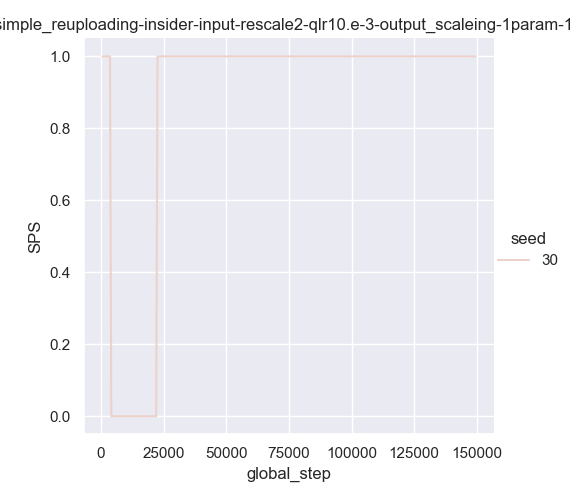 simple_reuploading-insider-input-rescale2-qlr10.e-3-output_scaleing-1param-1
1.0
0.8
0.6
0.4
0.2
0.0
SPS
seed
30
0 25000 50000 75000 100000 125000 150000
global_step